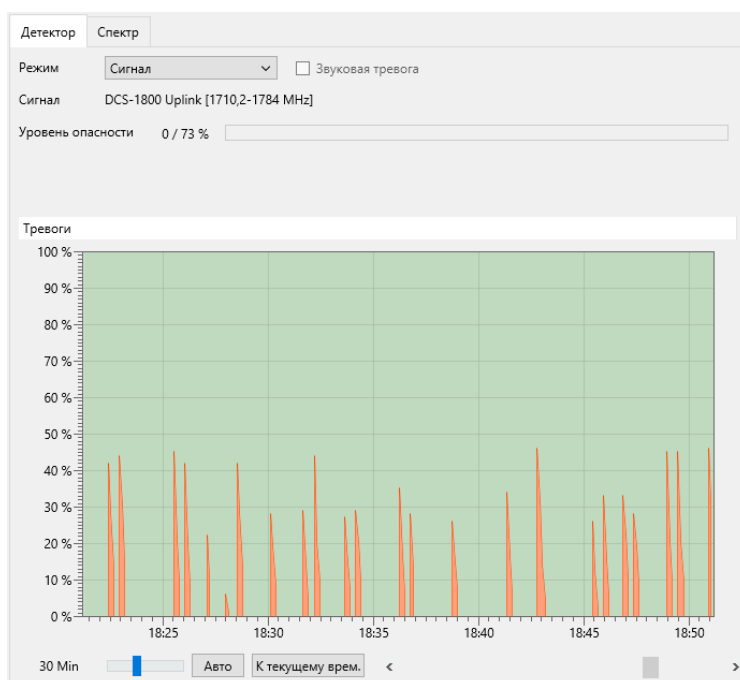 Детектор Спектр
Режим Сигнал Звуковая тревога
Сигнал DCS-1800 Uplink [1710,2-1784 MHz]
Уровень опасности 0 / 73 %
Тревоги
100 %
90 %
80 %
70 %
60 %
50 %
40 %
30 %
20 %
10 %
0 %
18:25 18:30 18:35 18:40 18:45 18:50
30 Min Авто К текущему врем.